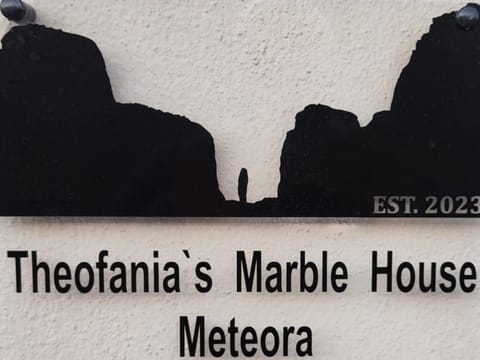 EST. 2023
Theofania`s Marble House
Meteora